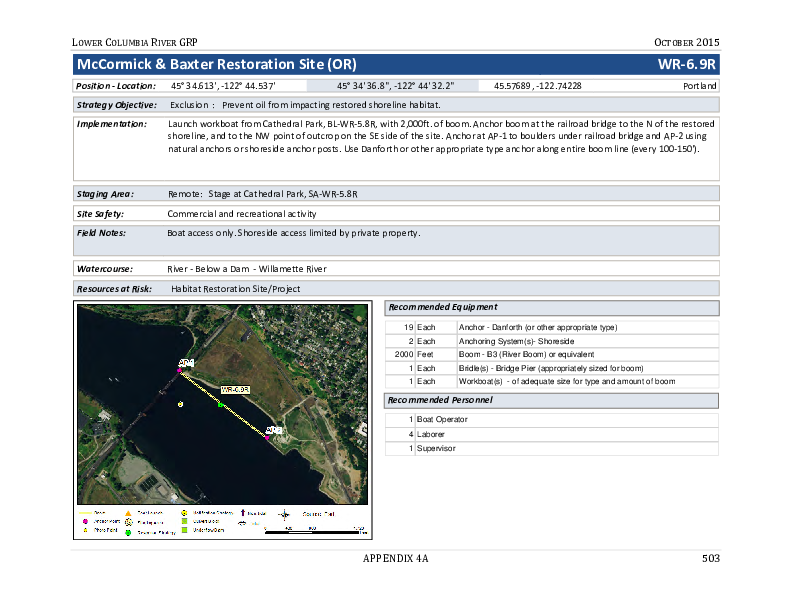 LOWER COLUMBIA RIVER GRP
OCTOBER 2015
McCormick & Baxter Restoration Site (OR)
WR-6.9R
Position - Location: 45° 34.613', -122° 44.537' 45° 34' 36.8", -122° 44' 32.2" 45.57689, -122.74228 Portland
Strategy Objective: Exclusion : Prevent oil from impacting restored shoreline habitat.
Implementation: Launch workboat from Cathedral Park, BL-WR-5.8R, with 2,000ft. of boom. Anchor boom at the railroad bridge to the N of the restored
shoreline, and to the NW point of outcrop on the SE side of the site. Anchor at AP-1 to boulders under railroad bridge and AP-2 using
natural anchors or shoreside anchor posts. Use Danforth or other appropriate type anchor along entire boom line (every 100-150').
Staging Area: Remote: Stage at Cathedral Park, SA-WR-5.8R
Site Safety: Commercial and recreational activity
Field Notes: Boat access only. Shoreside access limited by private property.
Watercourse: River - Below a Dam - Willamette River
Resources at Risk: Habitat Restoration Site/Project
WR-6.9R
Recommended Equipment
19 Each Anchor - Danforth (or other appropriate type)
2 Each Anchoring System(s)- Shoreside
2000 Feet Boom - B3 (River Boom) or equivalent
1 Each Bridle(s) - Bridge Pier (appropriately sized for boom)
1 Each Workboat(s) - of adequate size for type and amount of boom
Recommended Personnel
1 Boat Operator
4 Laborer
1 Supervisor
APPENDIX 4A
503